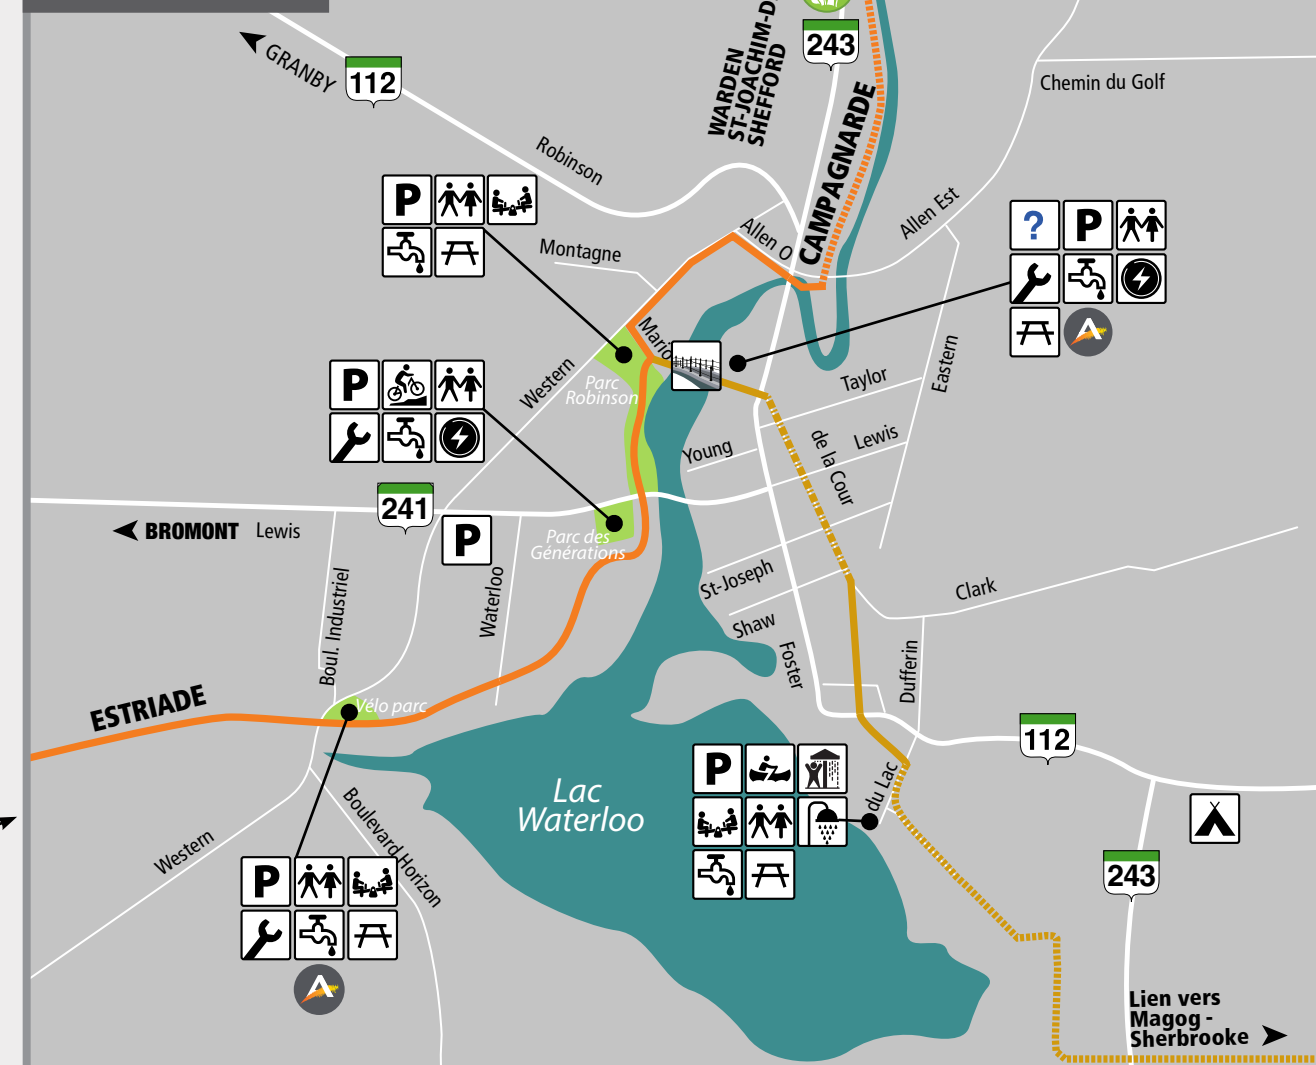 243
GRANBY
112
WARDEN
ST-JOACHIM-D
SHEFFORD
Chemin du Golf
Robinson
CAMPAGNARDE
Allen Est
P
Allen O
Montagne
? P
Mario
Western
Parc
Robinson
Eastern
Taylor
P
Young
Lewis
de la Cour
241
BROMONT Lewis
P
Parc des
Générations
Waterloo
Boul. Industriel
St-Joseph
Clark
Shaw
Foster
Dufferin
ESTRIADE
Vélo parc
112
P
du Lac
Lac
Waterloo
Boulevard Horizon
Western
P
243
Lien vers
Magog -
Sherbrooke